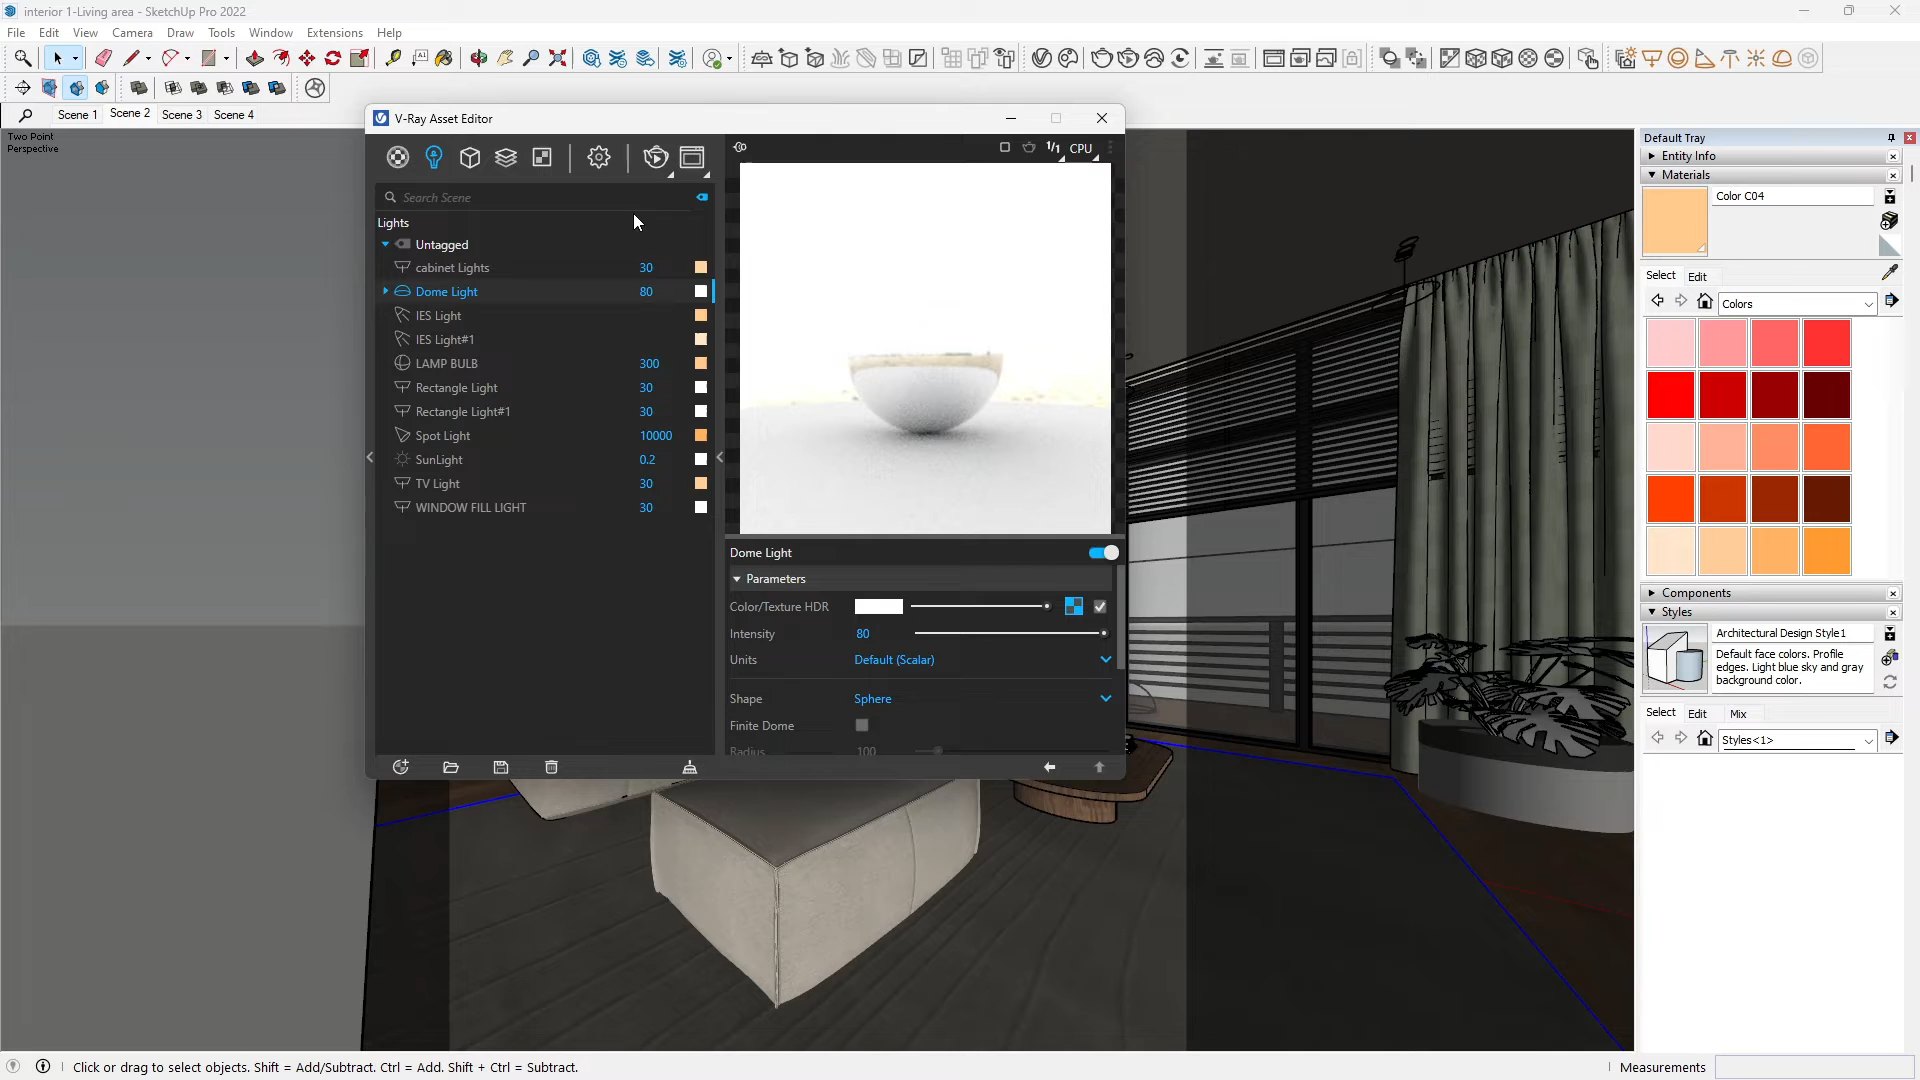 interior 1-Living area - SketchUp Pro 2022
File Edit View Camera Draw Tools Window Extensions Help
Scene 1 Scene 2 Scene 3 Scene 4
Two Point
Perspective
V-Ray Asset Editor
1/1 CPU
Search Scene
Lights
Untagged
cabinet Lights 30
Dome Light 80
IES Light
IES Light#1
LAMP BULB 300
Rectangle Light 30
Rectangle Light#1 30
Spot Light 10000
SunLight 0.2
TV Light 30
WINDOW FILL LIGHT 30
Dome Light
Parameters
Color/Texture HDR
Intensity 80
Units Default (Scalar)
Shape Sphere
Finite Dome
Radius 100
Default Tray
Entity Info
Materials
Color C04
Select Edit
Colors
Components
Styles
Architectural Design Style1
Default face colors. Profile
edges. Light blue sky and gray
background color.
Select Edit Mix
Styles<1>
Click or drag to select objects. Shift = Add/Subtract. Ctrl = Add. Shift + Ctrl = Subtract.
Measurements